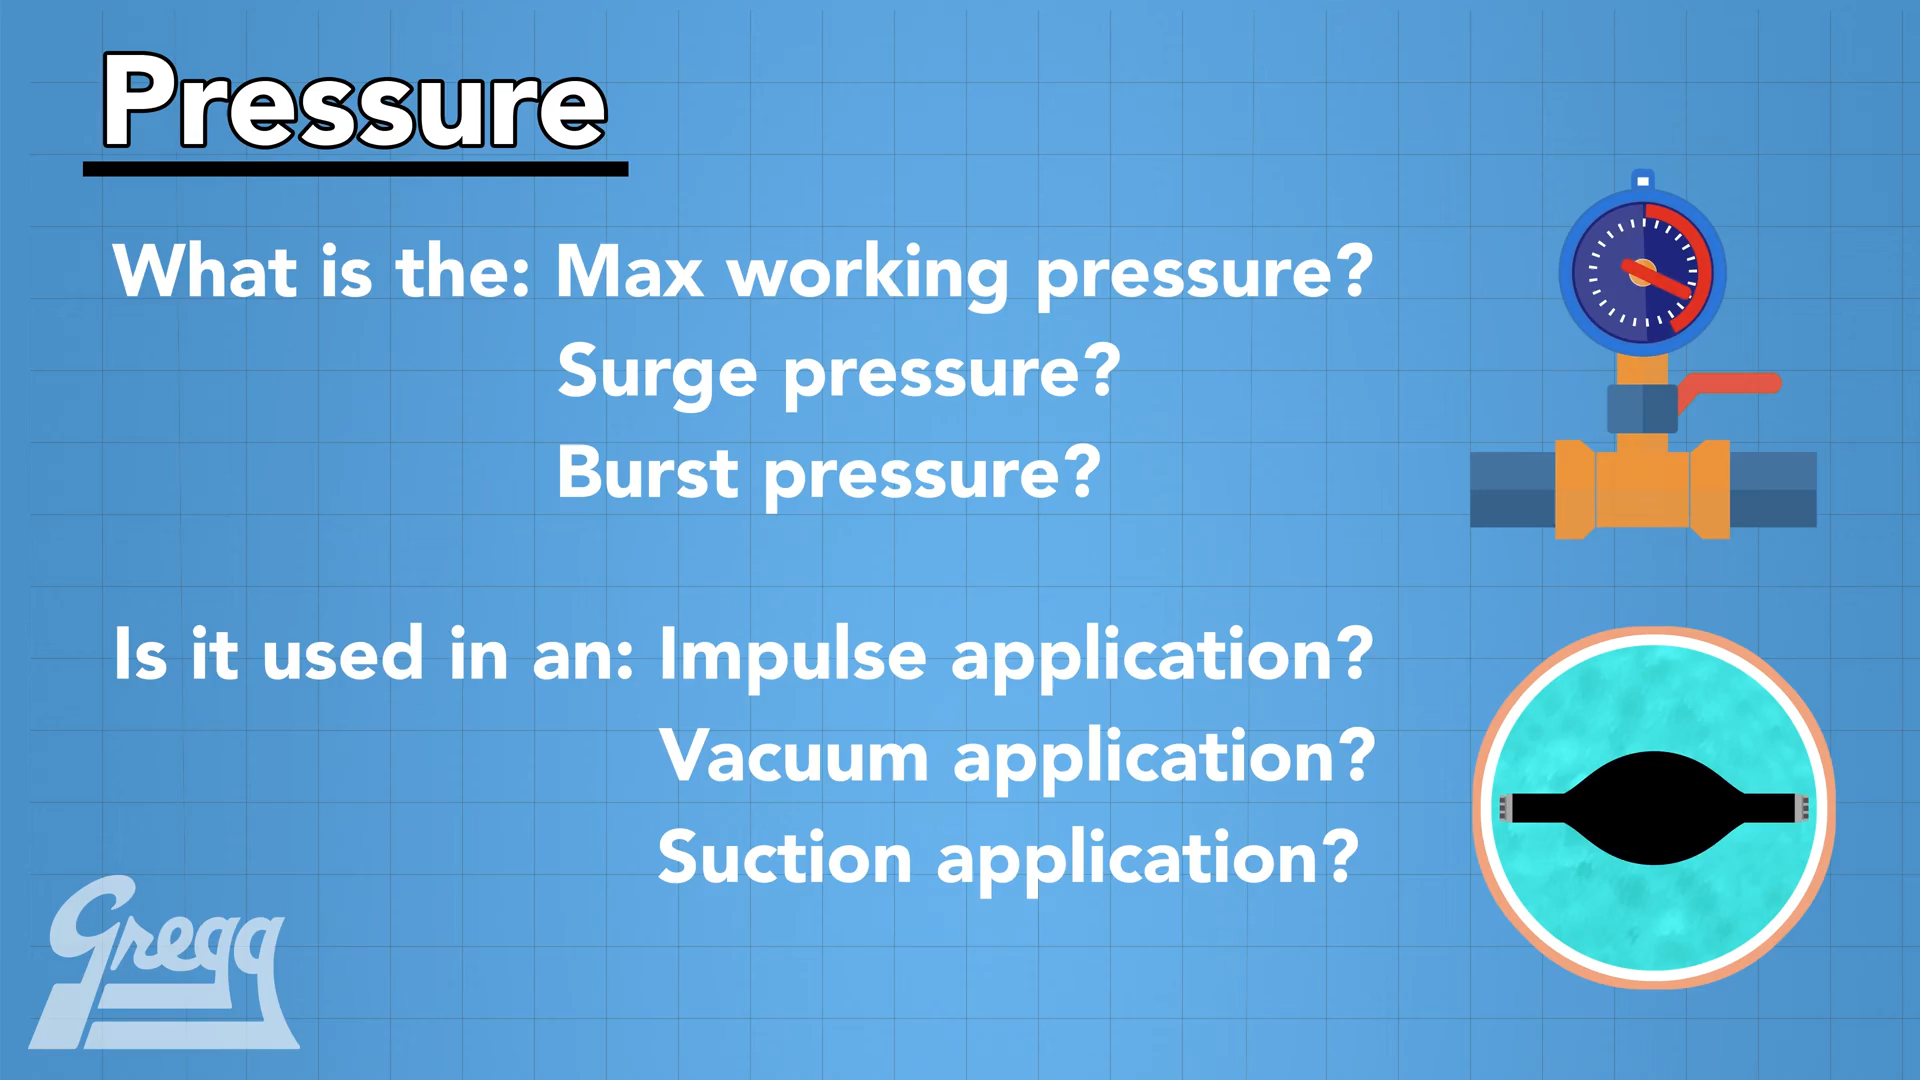 Pressure
What is the: Max working pressure?
Surge pressure?
Burst pressure?
Is it used in an: Impulse application?
Vacuum application?
Suction application?
Gregg